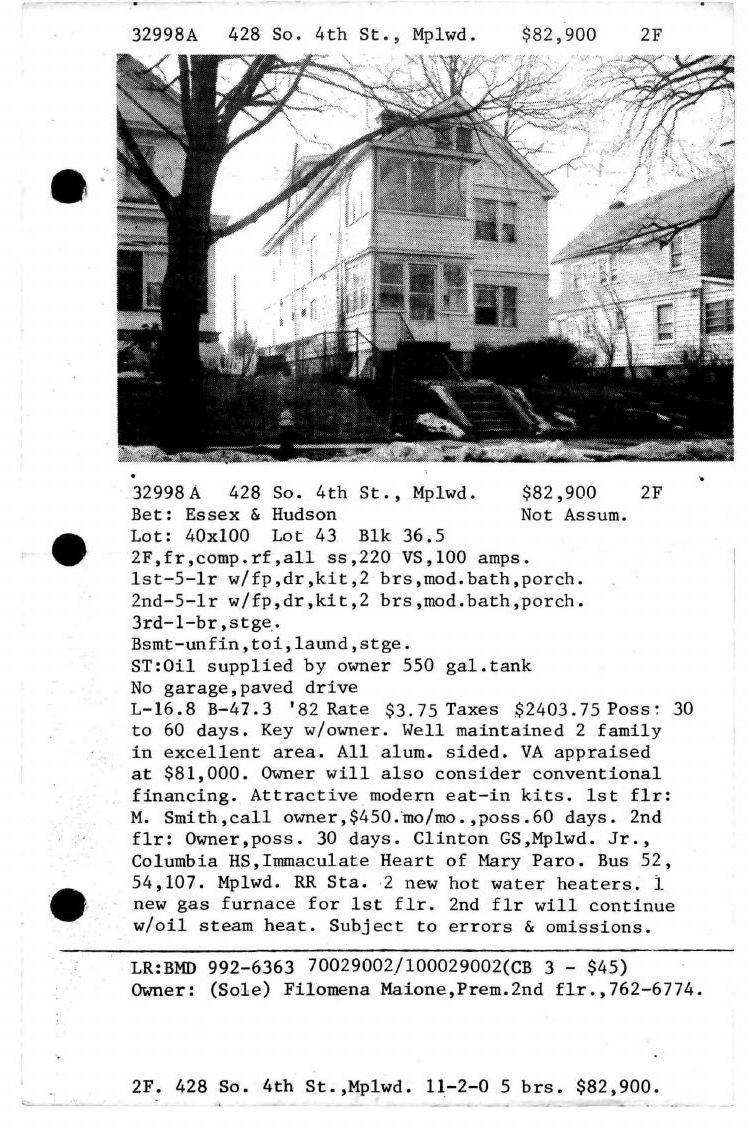 32998A 428 So. 4th St., Mplwd. $82,900 2F
32998A 428 So. 4th St., Mplwd. $82,900 2F
Bet: Essex & Hudson Not Assum.
Lot: 40x100 Lot 43 Blk 36.5
2F,fr,comp.rf,all ss,220 VS,100 amps.
1st-5-lr w/fp,dr,kit,2 brs,mod.bath,porch.
2nd-5-lr w/fp,dr,kit,2 brs,mod.bath,porch.
3rd-1-br,stge.
Bsmt-unfin,toi,laund,stge.
ST:Oil supplied by owner 550 gal.tank
No garage,paved drive
L-16.8 B-47.3 '82 Rate $3.75 Taxes $2403.75 Poss: 30
to 60 days. Key w/owner. Well maintained 2 family
in excellent area. All alum. sided. VA appraised
at $81,000. Owner will also consider conventional
financing. Attractive modern eat-in kits. 1st flr:
M. Smith,call owner,$450.mo/mo.,poss.60 days. 2nd
flr: Owner,poss. 30 days. Clinton GS,Mplwd. Jr.,
Columbia HS,Immaculate Heart of Mary Paro. Bus 52,
54,107. Mplwd. RR Sta. 2 new hot water heaters. 1
new gas furnace for 1st flr. 2nd flr will continue
w/oil steam heat. Subject to errors & omissions.
LR:BMD 992-6363 70029002/100029002(CB 3 - $45)
Owner: (Sole) Filomena Maione,Prem.2nd flr.,762-6774.
2F. 428 So. 4th St.,Mplwd. 11-2-0 5 brs. $82,900.